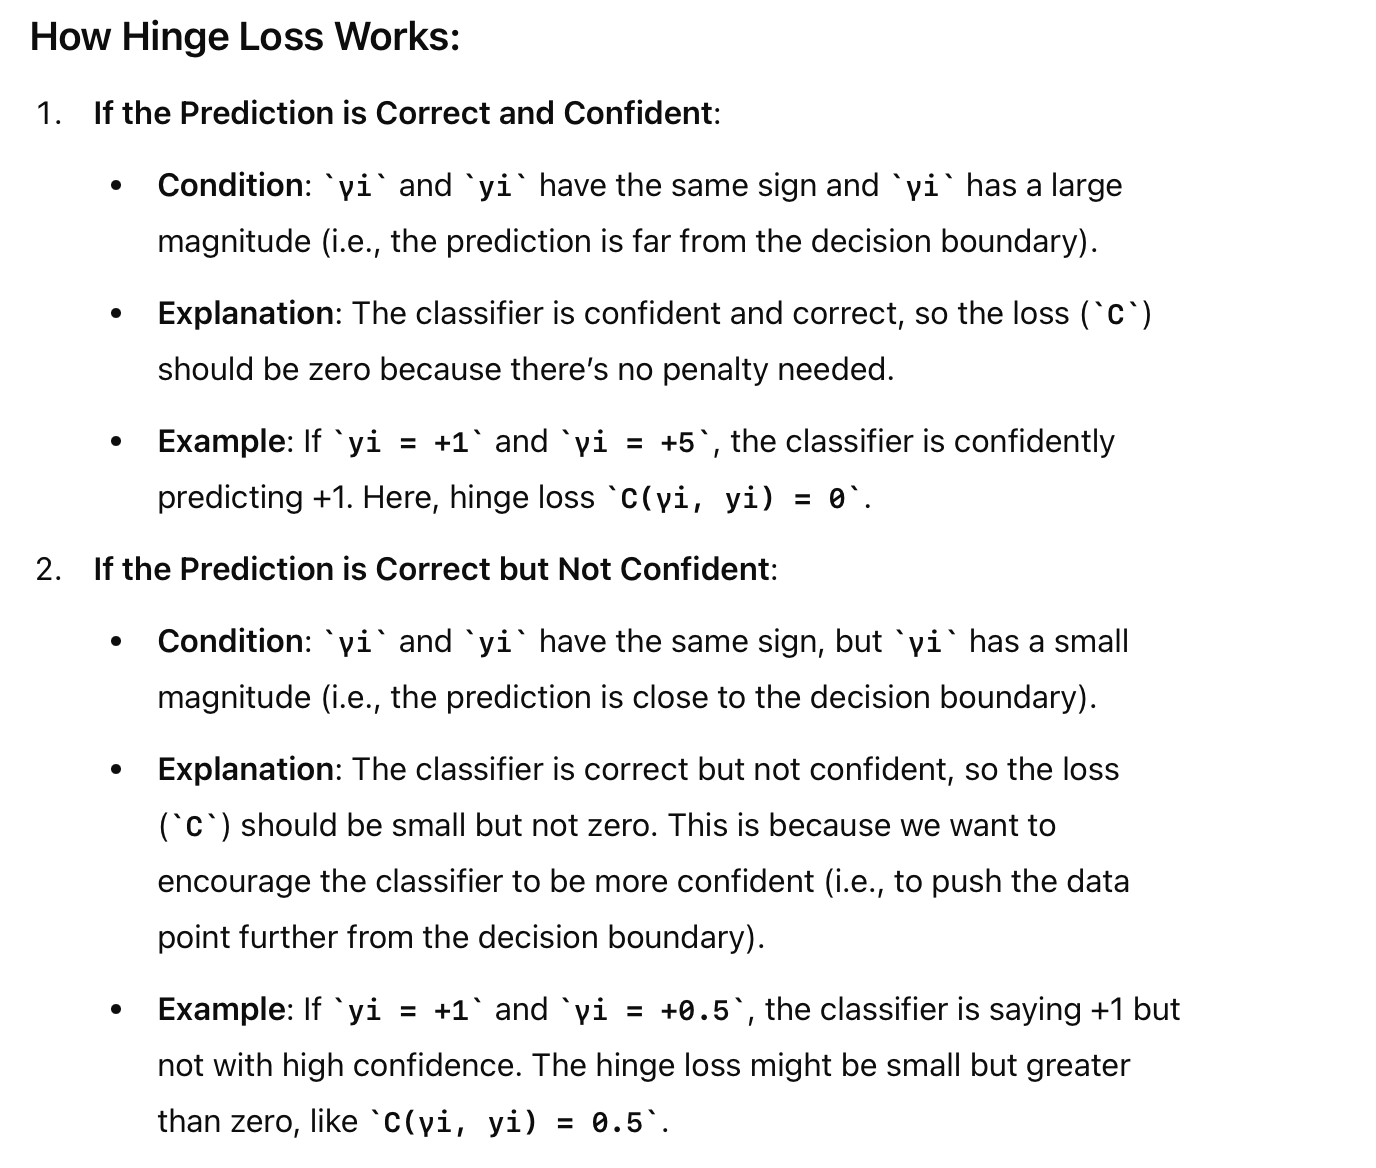 How Hinge Loss Works:
1. If the Prediction is Correct and Confident:
• Condition: `γi` and `yi` have the same sign and `γi` has a large
magnitude (i.e., the prediction is far from the decision boundary).
• Explanation: The classifier is confident and correct, so the loss (`C`)
should be zero because there’s no penalty needed.
• Example: If `yi = +1` and `γi = +5`, the classifier is confidently
predicting +1. Here, hinge loss `C(γi, yi) = 0`.
2. If the Prediction is Correct but Not Confident:
• Condition: `γi` and `yi` have the same sign, but `γi` has a small
magnitude (i.e., the prediction is close to the decision boundary).
• Explanation: The classifier is correct but not confident, so the loss
(`C`) should be small but not zero. This is because we want to
encourage the classifier to be more confident (i.e., to push the data
point further from the decision boundary).
• Example: If `yi = +1` and `γi = +0.5`, the classifier is saying +1 but
not with high confidence. The hinge loss might be small but greater
than zero, like `C(γi, yi) = 0.5`.